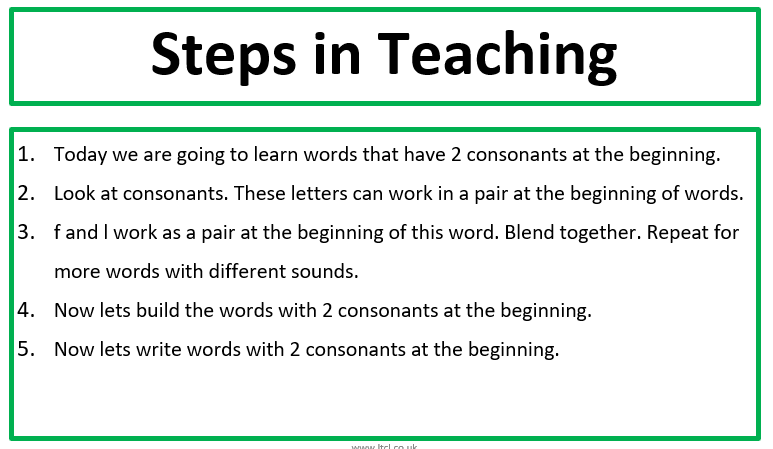 Steps in Teaching
1. Today we are going to learn words that have 2 consonants at the beginning.
2. Look at consonants. These letters can work in a pair at the beginning of words.
3. f and l work as a pair at the beginning of this word. Blend together. Repeat for
more words with different sounds.
4. Now lets build the words with 2 consonants at the beginning.
5. Now lets write words with 2 consonants at the beginning.